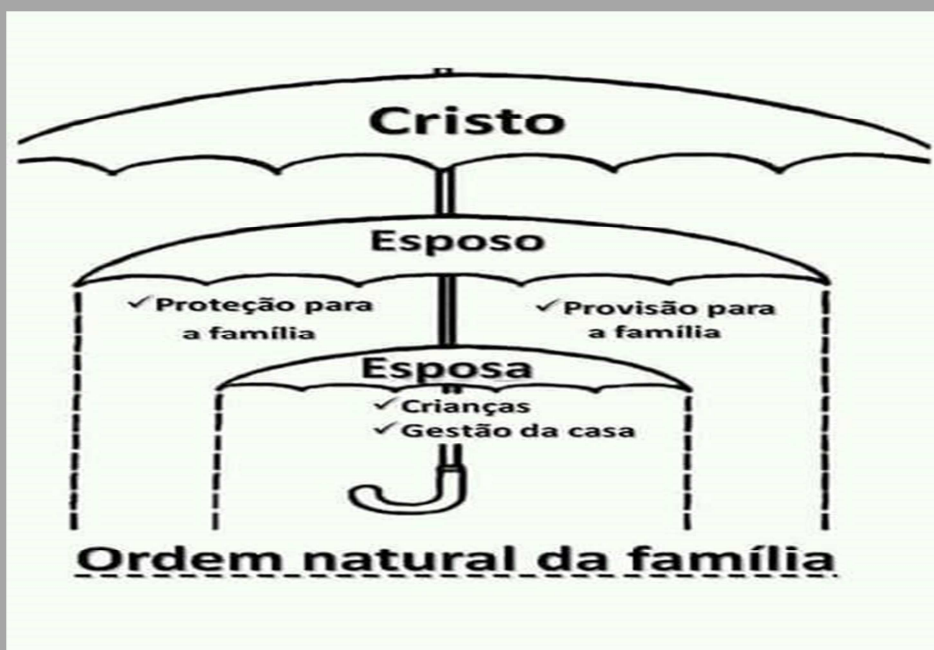 Cristo
Esposo
✓Proteção para
a família
✓Provisão para
a família
Esposa
✓Crianças
✓Gestão da casa
Ordem natural da família